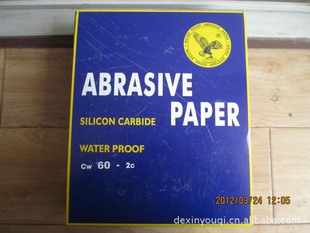 ABRASIVE
PAPER
SILICON CARBIDE
WATER PROOF
Cw 60 - 2c
2012/03/24 12:05
dexinyouqi.cn.alibaba.com